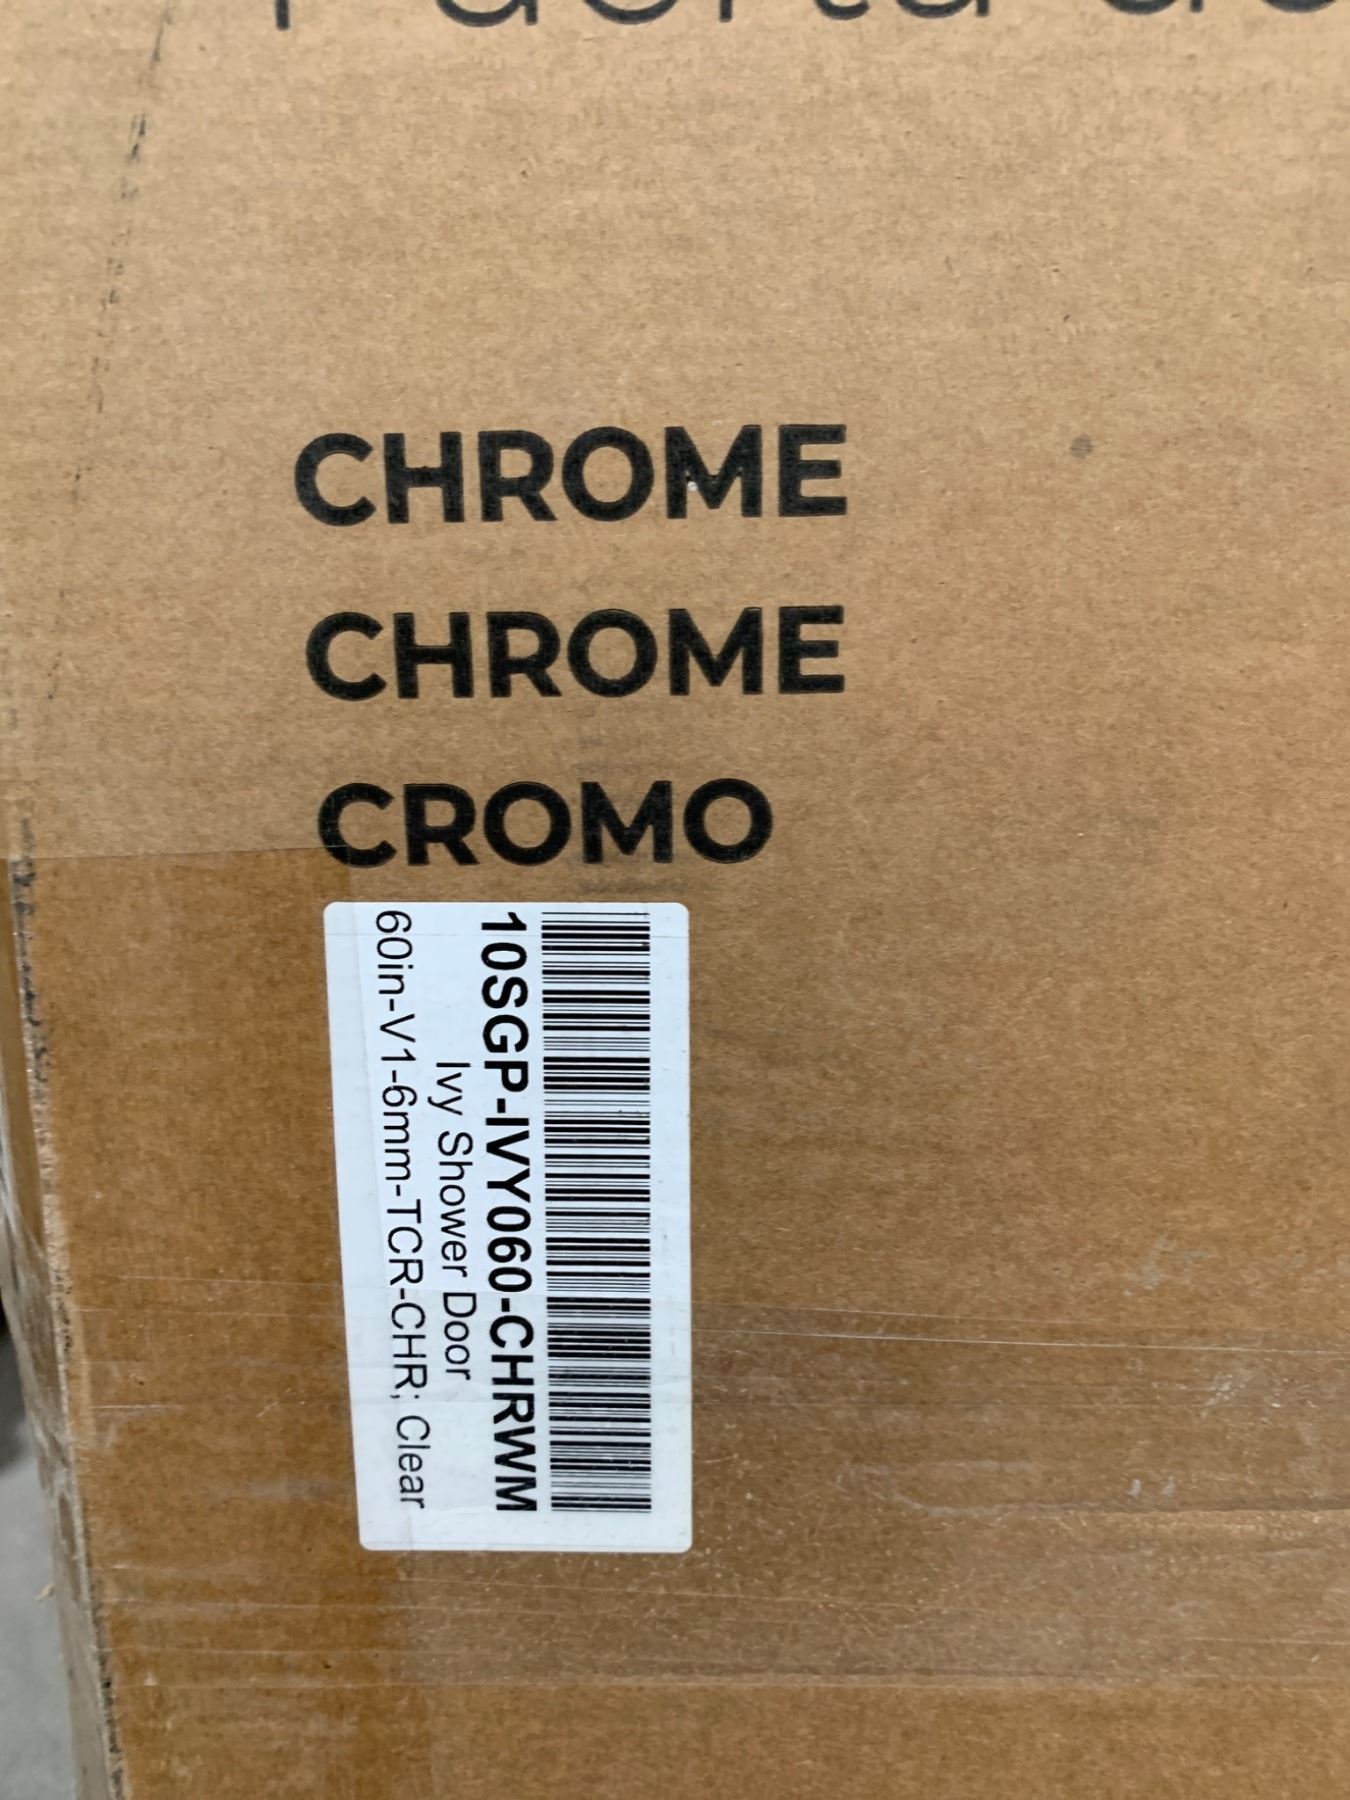 CHROME
CHROME
CROMO
10SGP-IVY060-CHRWM
Ivy Shower Door
60in-V1-6mm-TCR-CHR; Clear